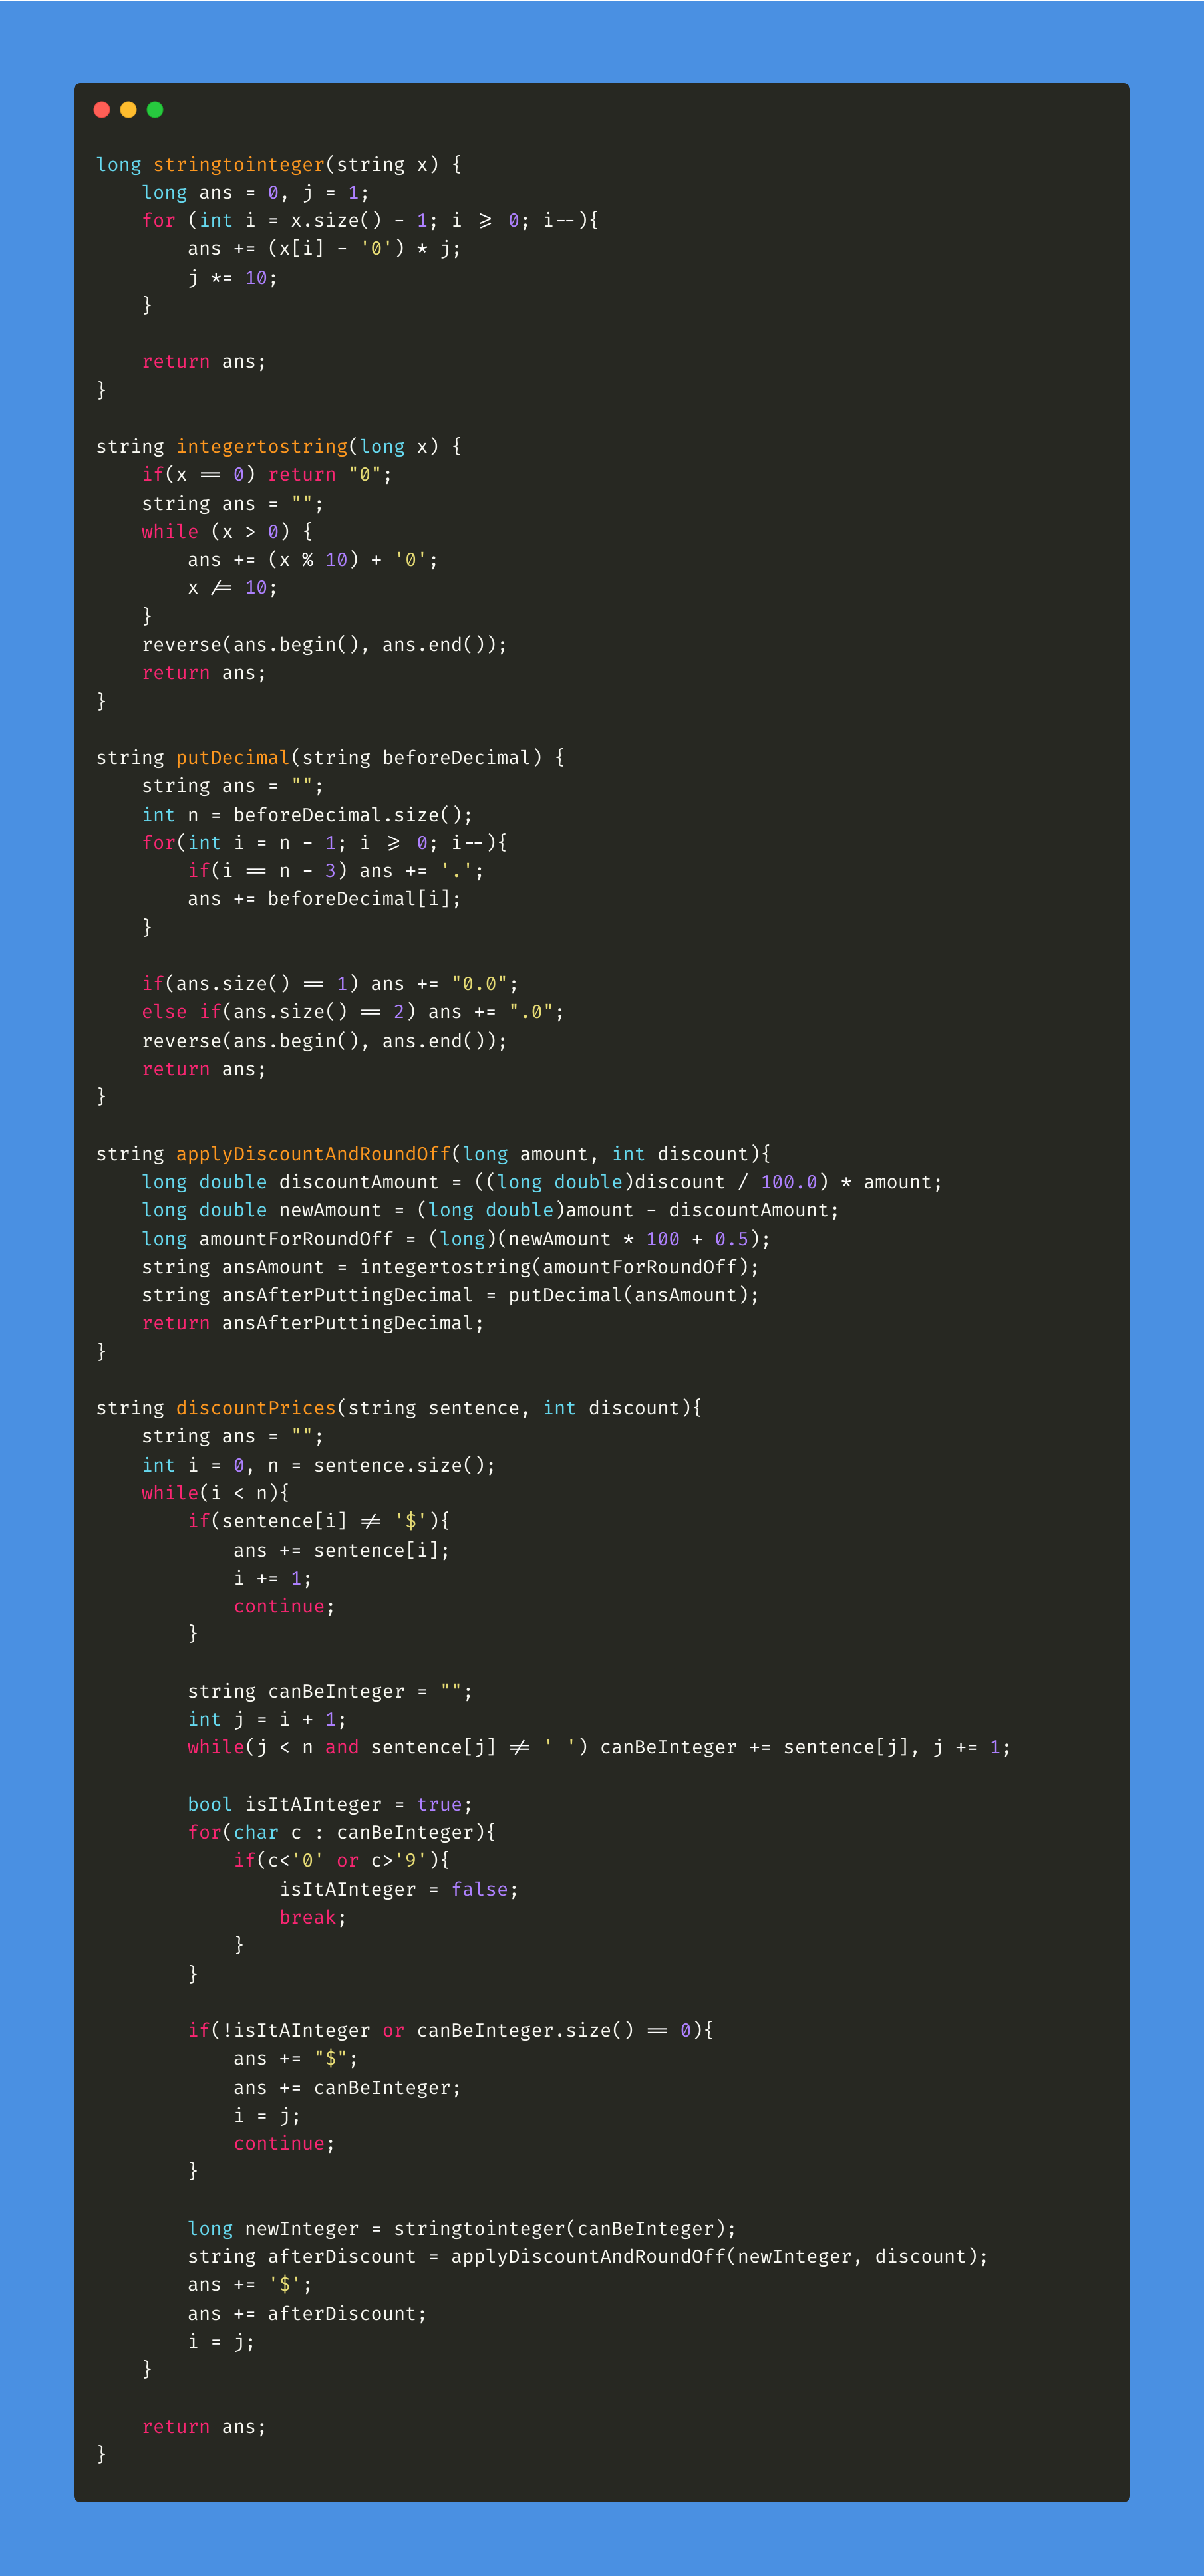 long stringtointeger(string x) {
    long ans = 0, j = 1;
    for (int i = x.size() - 1; i >= 0; i--){
        ans += (x[i] - '0') * j;
        j *= 10;
    }

    return ans;
}

string integertostring(long x) {
    if(x == 0) return "0";
    string ans = "";
    while (x > 0) {
        ans += (x % 10) + '0';
        x /= 10;
    }
    reverse(ans.begin(), ans.end());
    return ans;
}

string putDecimal(string beforeDecimal) {
    string ans = "";
    int n = beforeDecimal.size();
    for(int i = n - 1; i >= 0; i--){
        if(i == n - 3) ans += '.';
        ans += beforeDecimal[i];
    }

    if(ans.size() == 1) ans += "0.0";
    else if(ans.size() == 2) ans += ".0";
    reverse(ans.begin(), ans.end());
    return ans;
}

string applyDiscountAndRoundOff(long amount, int discount){
    long double discountAmount = ((long double)discount / 100.0) * amount;
    long double newAmount = (long double)amount - discountAmount;
    long amountForRoundOff = (long)(newAmount * 100 + 0.5);
    string ansAmount = integertostring(amountForRoundOff);
    string ansAfterPuttingDecimal = putDecimal(ansAmount);
    return ansAfterPuttingDecimal;
}

string discountPrices(string sentence, int discount){
    string ans = "";
    int i = 0, n = sentence.size();
    while(i < n){
        if(sentence[i] != '$'){
            ans += sentence[i];
            i += 1;
            continue;
        }

        string canBeInteger = "";
        int j = i + 1;
        while(j < n and sentence[j] != ' ') canBeInteger += sentence[j], j += 1;

        bool isItAInteger = true;
        for(char c : canBeInteger){
            if(c<'0' or c>'9'){
                isItAInteger = false;
                break;
            }
        }

        if(!isItAInteger or canBeInteger.size() == 0){
            ans += "$";
            ans += canBeInteger;
            i = j;
            continue;
        }

        long newInteger = stringtointeger(canBeInteger);
        string afterDiscount = applyDiscountAndRoundOff(newInteger, discount);
        ans += '$';
        ans += afterDiscount;
        i = j;
    }

    return ans;
}